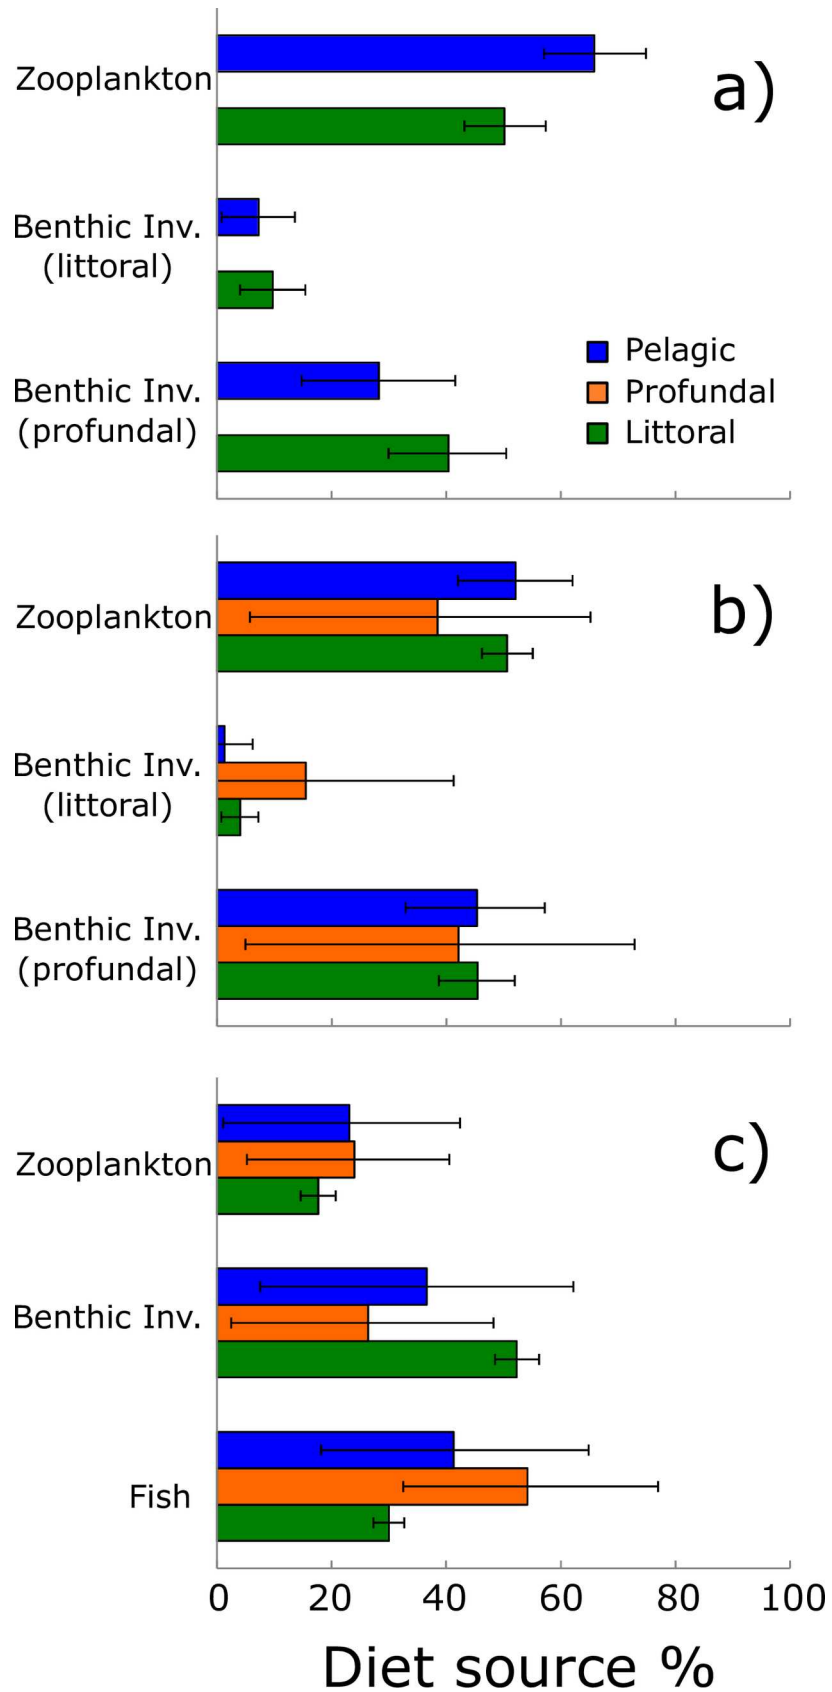 Zooplankton
a)
Benthic Inv.
(littoral)
Pelagic
Benthic Inv.
Profundal
(profundal)
Littoral
Zooplankton
b)
Benthic Inv.
(littoral)
Benthic Inv.
(profundal)
Zooplankton
c)
Benthic Inv.
Fish
0 20 40 60 80 100
Diet source %